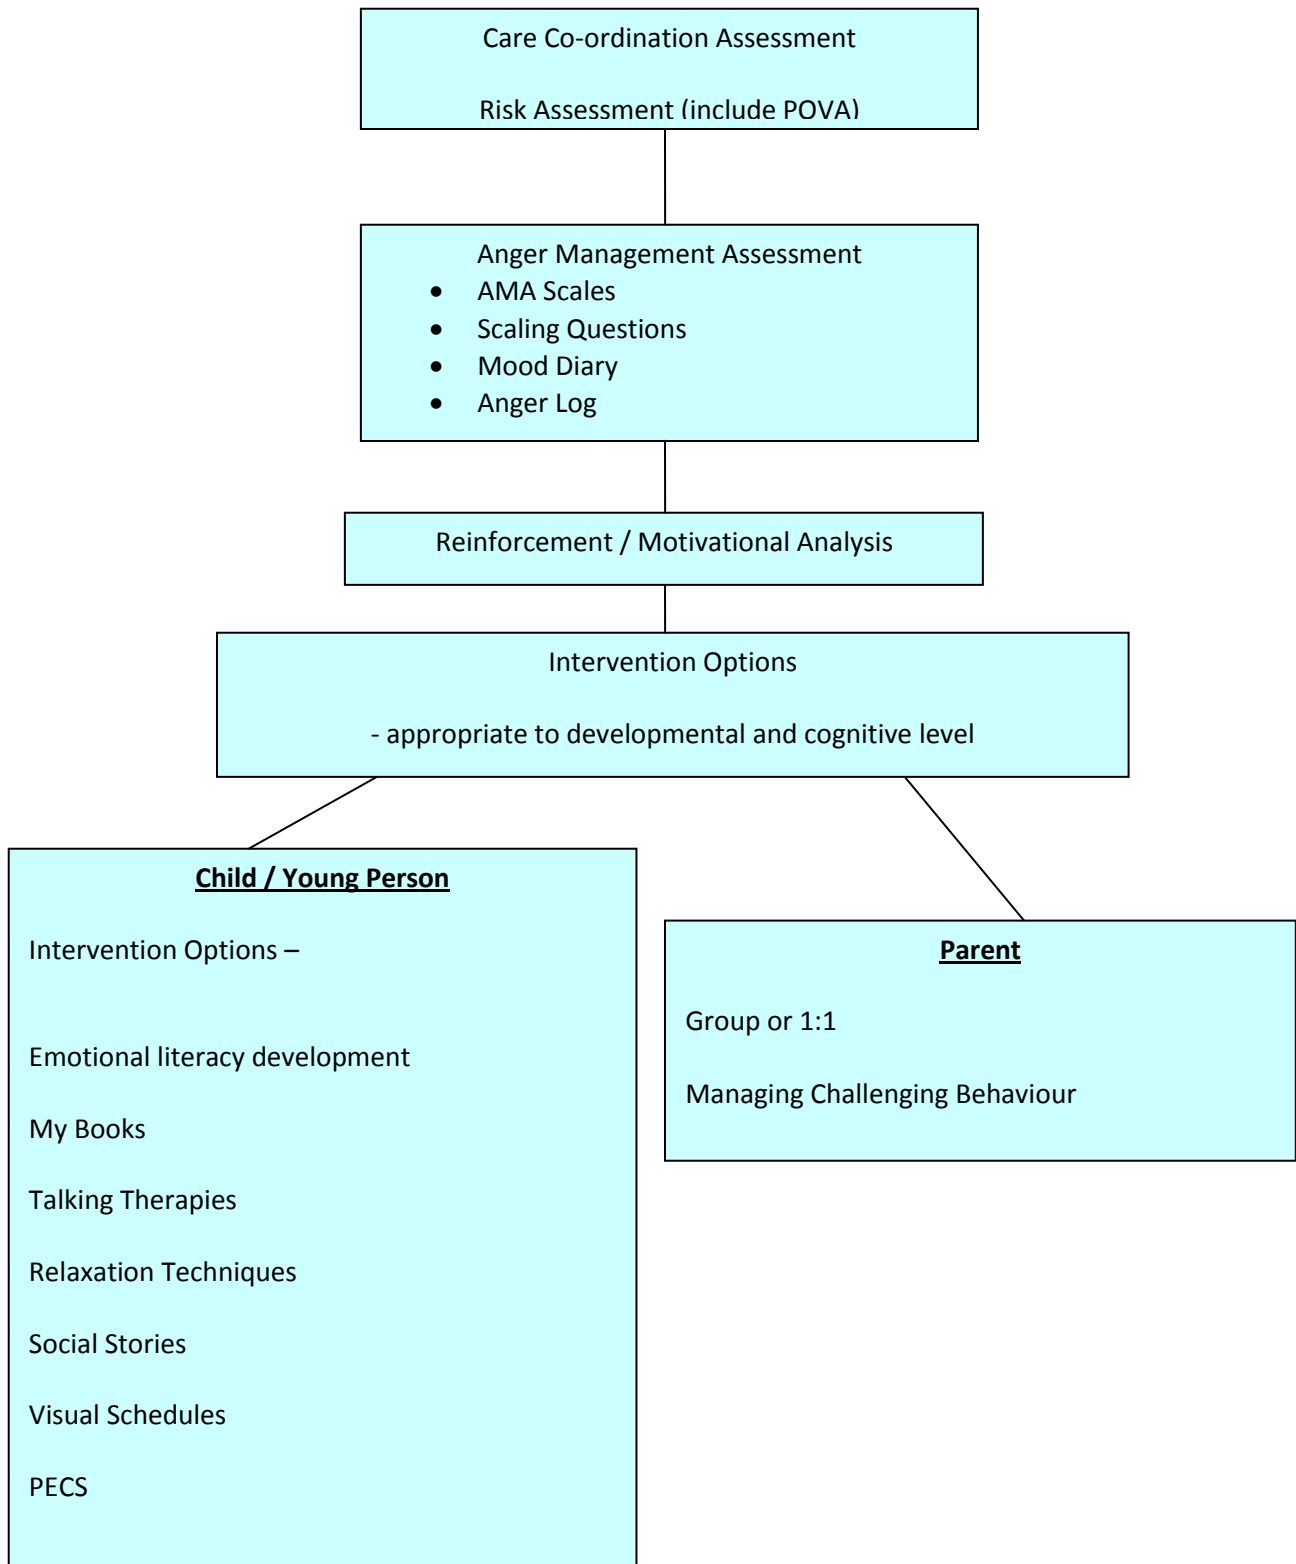 Care Co-ordination Assessment
Risk Assessment (include POVA)
Anger Management Assessment
• AMA Scales
• Scaling Questions
• Mood Diary
• Anger Log
Reinforcement / Motivational Analysis
Intervention Options
- appropriate to developmental and cognitive level
Child / Young Person
Intervention Options –
Emotional literacy development
My Books
Talking Therapies
Relaxation Techniques
Social Stories
Visual Schedules
PECS
Parent
Group or 1:1
Managing Challenging Behaviour